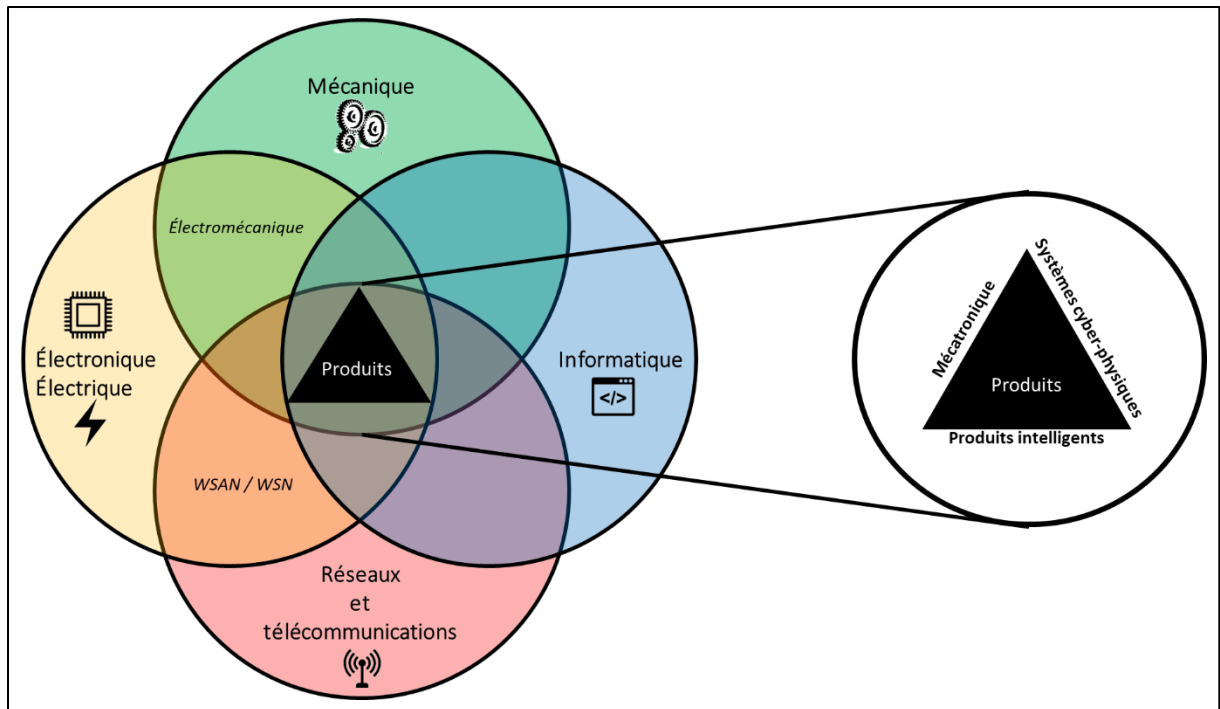 Mécanique
Électromécanique
Électronique
Électrique
Produits
Informatique
</>
WSAN / WSN
Réseaux
et
télécommunications
Mécatronique
Systèmes cyber-physiques
Produits
Produits intelligents